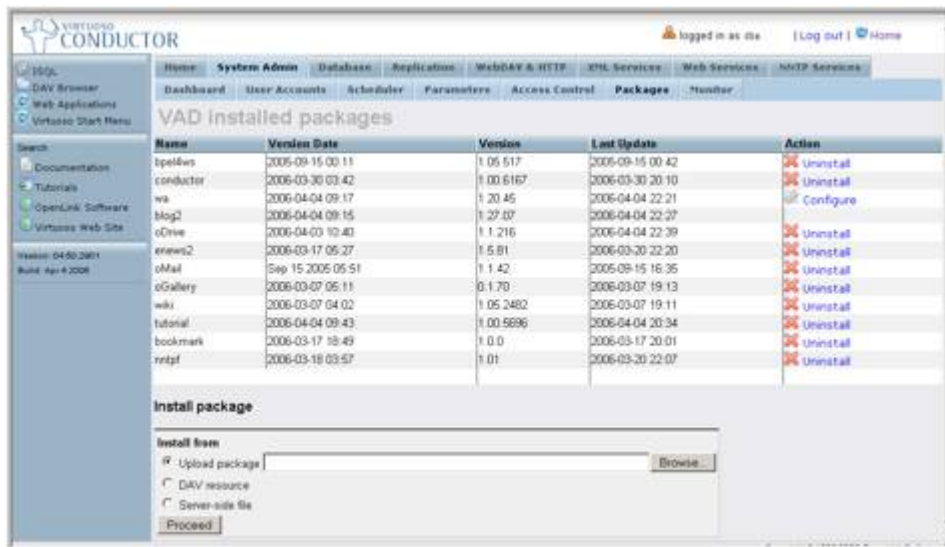 VIRTUOSO
CONDUCTOR
logged in as dba | Log out | Home
ISQL
DAV Browser
Web Applications
Virtuoso Start Menu
Search
Documentation
Tutorials
OpenLink Software
Virtuoso Web Site
Version: 04.50.2901
Build: Apr 4 2006
Home System Admin Database Replication WebDAV & HTTP XML Services Web Services NNTP Services
Dashboard User Accounts Scheduler Parameters Access Control Packages Monitor
VAD installed packages
Name Version Date Version Last Update Action
bpel4ws 2005-09-15 00:11 1.05.517 2005-09-15 00:42 Uninstall
conductor 2006-03-30 03:42 1.00.6167 2006-03-30 20:10 Uninstall
wa 2006-04-04 09:17 1.20.45 2006-04-04 22:21 Configure
blog2 2006-04-04 09:15 1.27.07 2006-04-04 22:27
oDrive 2006-04-03 10:40 1.1.216 2006-04-04 22:39 Uninstall
enews2 2006-03-17 05:27 1.5.81 2006-03-20 22:20 Uninstall
oMail Sep 15 2005 05:51 1.1.42 2005-09-15 16:35 Uninstall
oGallery 2006-03-07 05:11 0.1.70 2006-03-07 19:13 Uninstall
wiki 2006-03-07 04:02 1.05.2482 2006-03-07 19:11 Uninstall
tutorial 2006-04-04 09:43 1.00.5696 2006-04-04 20:34 Uninstall
bookmark 2006-03-17 18:49 1.0.0 2006-03-17 20:01 Uninstall
nntpf 2006-03-18 03:57 1.01 2006-03-20 22:07 Uninstall
Install package
Install from
Upload package Browse...
DAV resource
Server-side file
Proceed